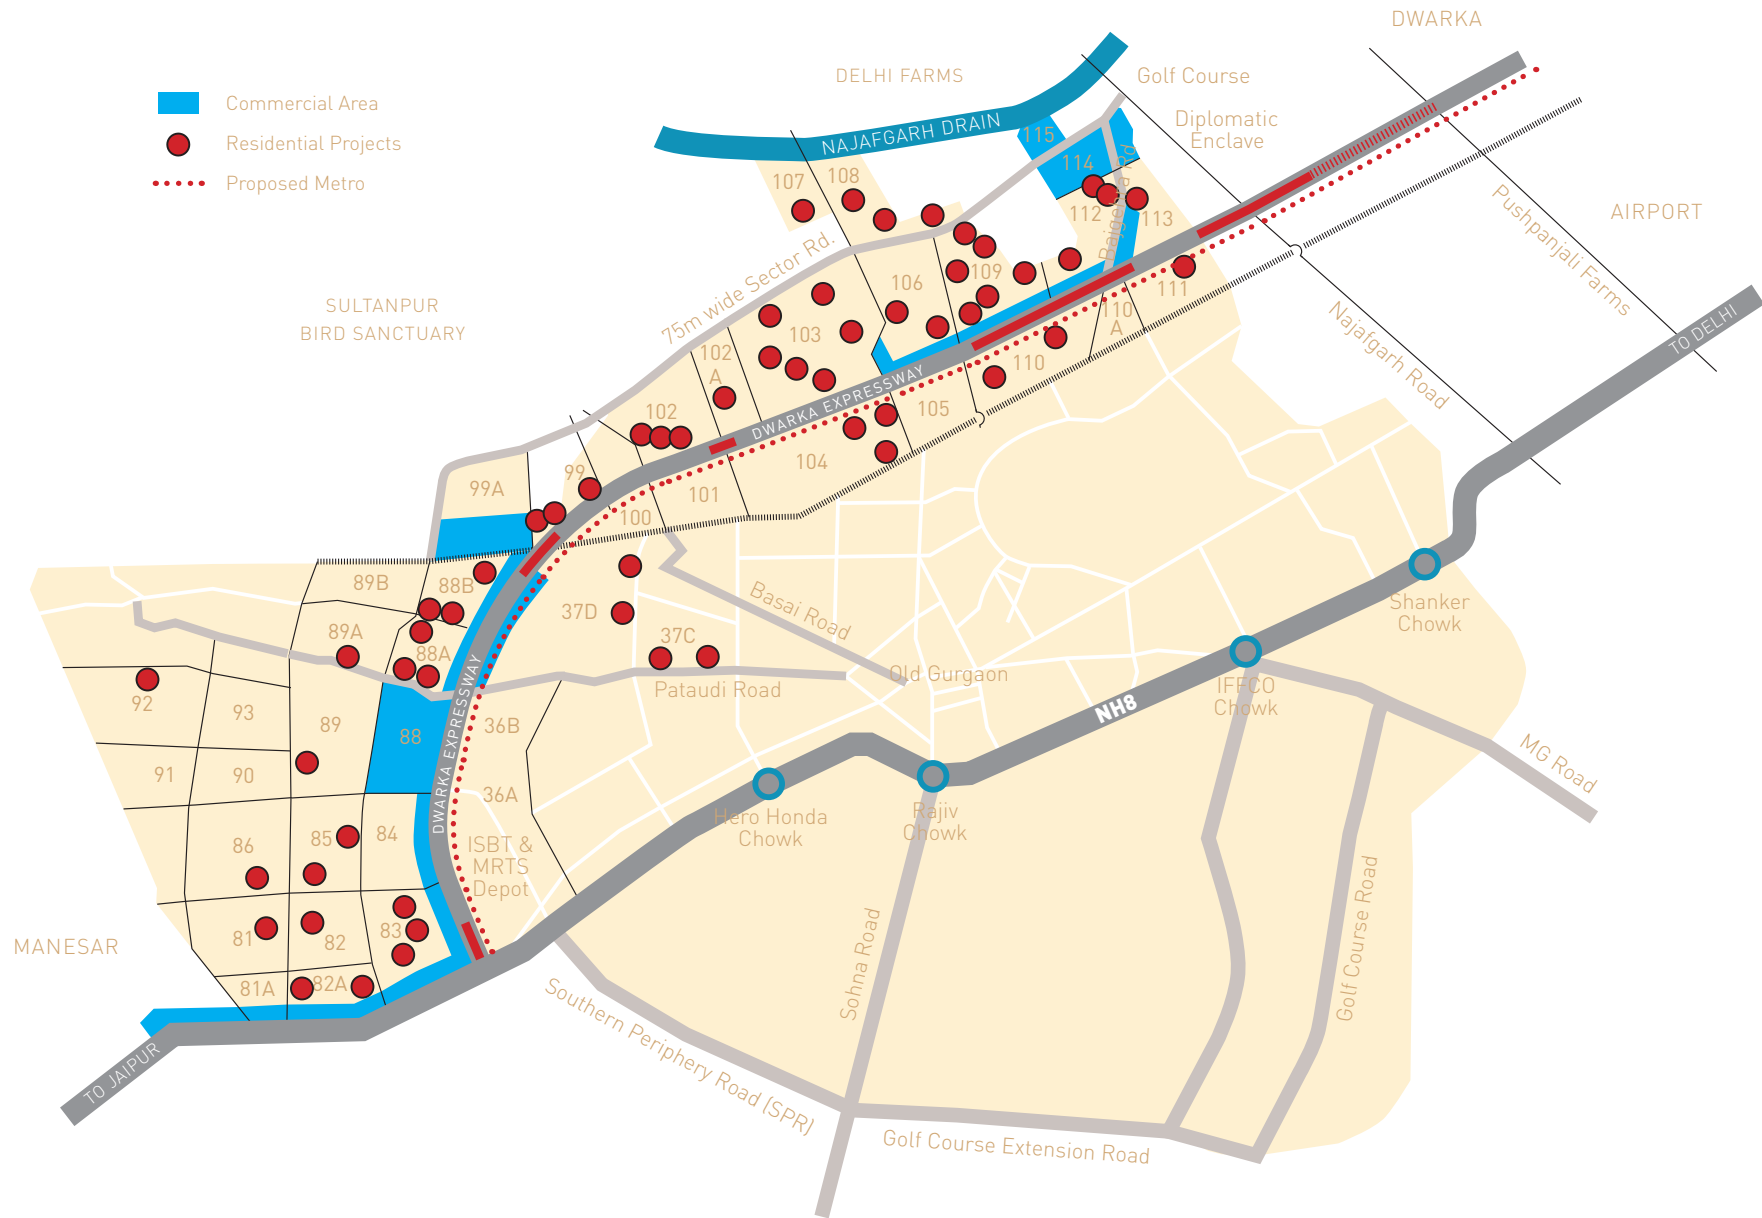 DWARKA
DELHI FARMS
Golf Course
Commercial Area
Residential Projects
Proposed Metro
NAJAFGARH DRAIN
Diplomatic
Enclave
115
114
107
108
112
113
Bajghera Rd
Pushpanjali Farms
AIRPORT
75m wide Sector Rd.
SULTANPUR
BIRD SANCTUARY
106
109
111
110
A
103
102
A
110
Najafgarh Road
TO DELHI
DWARKA EXPRESSWAY
105
102
104
99
99A
101
100
89B
88B
37D
Basai Road
37C
89A
88A
Shanker
Chowk
Old Gurgaon
Pataudi Road
IFFCO
Chowk
NH8
92
93
89
88
36B
DWARKA EXPRESSWAY
91
90
36A
MG Road
Hero Honda
Chowk
Rajiv
Chowk
86
85
84
ISBT &
MRTS
Depot
81
82
83
MANESAR
81A
82A
Sohna Road
Golf Course Road
TO JAIPUR
Southern Periphery Road (SPR)
Golf Course Extension Road